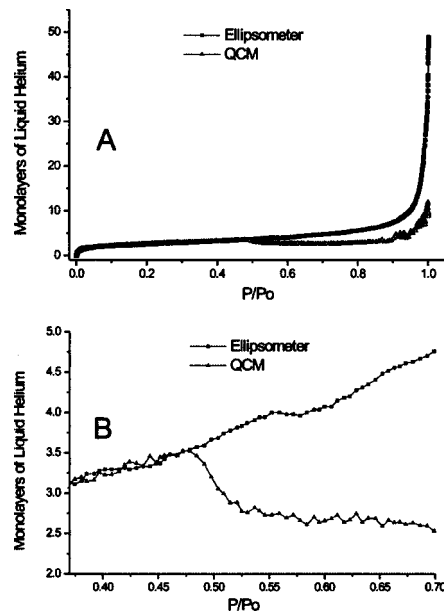 Ellipsometer
QCM
A
Monolayers of Liquid Helium
50
40
30
20
10
0
0.0 0.2 0.4 0.6 0.8 1.0
P/Po
Ellipsometer
QCM
B
Monolayers of Liquid Helium
5.0
4.5
4.0
3.5
3.0
2.5
2.0
0.40 0.45 0.50 0.55 0.60 0.65 0.70
P/Po